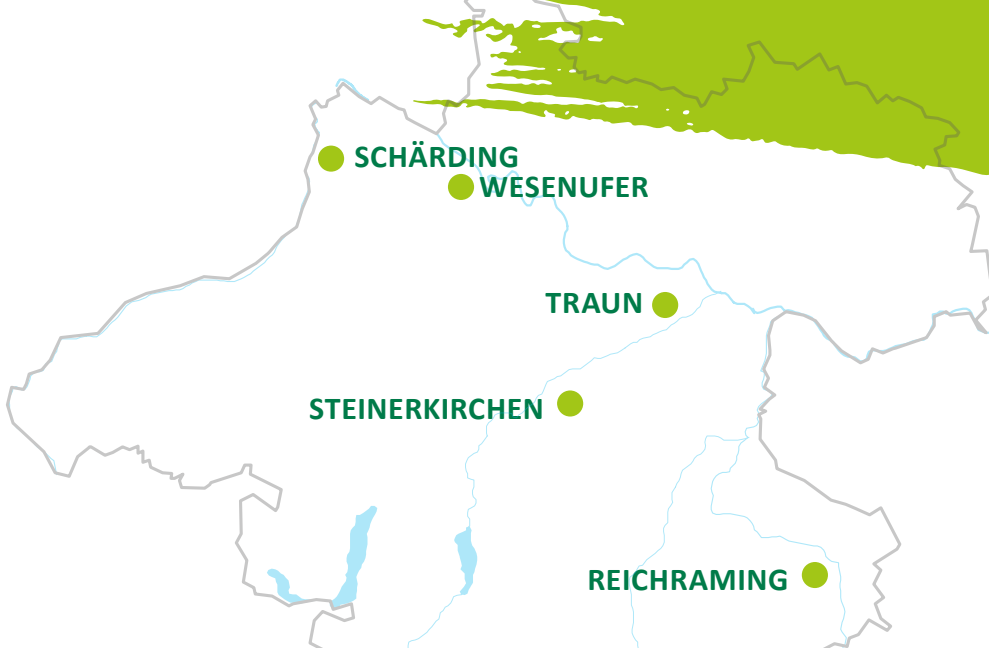 SCHÄRDING
WESENUFER
TRAUN
STEINERKIRCHEN
REICHRAMING